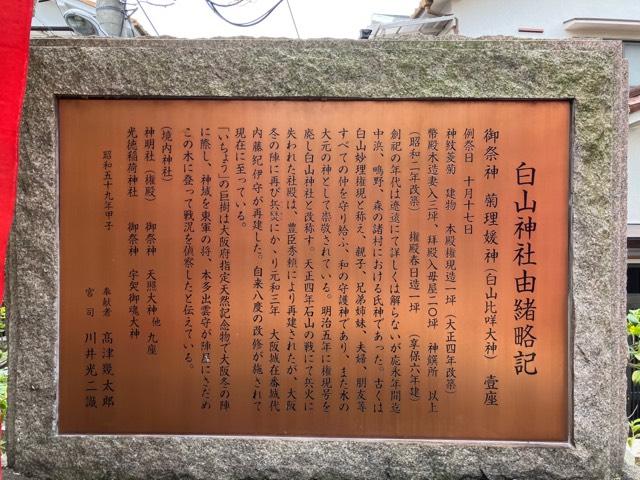 白山神社由緒略記
御祭神 菊理媛神(白山比咩大神) 壹座
例祭日 十月十七日
神紋菱菊 建物 本殿権現造一坪 (大正四年改築)
幣殿木造妻入三坪、拝殿入母屋二〇坪 神饌所 以上
(昭和二年改築) 権殿春日造一坪 (享保六年建)
創祀の年代は遼遠にて詳しくは解らないが応永年間迄
中浜、鴫野、森の諸村における氏神であった。古くは
白山妙理権現と称え、親子、兄弟姉妹、夫婦、朋友等
すべての仲を守り給ふ、和の守護神であり、また水の
大元の神として崇敬されている。明治五年に権現号を
廃し白山神社と改称す。天正四年石山の戦にて兵火に
失われた社殿は、豊臣秀頼により再建されたが、大阪
冬の陣に再び兵燹にかゝり元和三年 大阪城在番城代
内藤紀伊守が再建した。自来八度の改修が施されて
現在に至っている。
「いちょう」の巨樹は大阪府指定天然記念物で大阪冬の陣
に際し、神域を東軍の将、本多出雲守が陣屋にさだめ
この木に登って戦況を偵察したと伝えている。
(境内神社)
神明社(権殿) 御祭神 天照大神他 九座
光徳稲荷神社 御祭神 宇賀御魂大神
昭和五十九年甲子
奉献者 高津幾太郎
宮司 川井光二識